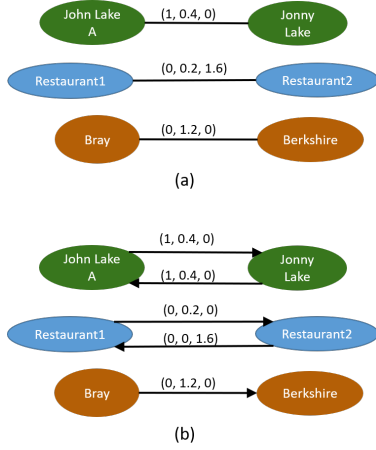 John Lake A
(1, 0.4, 0)
Jonny Lake
Restaurant1
(0, 0.2, 1.6)
Restaurant2
Bray
(0, 1.2, 0)
Berkshire
(a)
John Lake A
(1, 0.4, 0)
(1, 0.4, 0)
Jonny Lake
Restaurant1
(0, 0.2, 0)
(0, 0, 1.6)
Restaurant2
Bray
(0, 1.2, 0)
Berkshire
(b)